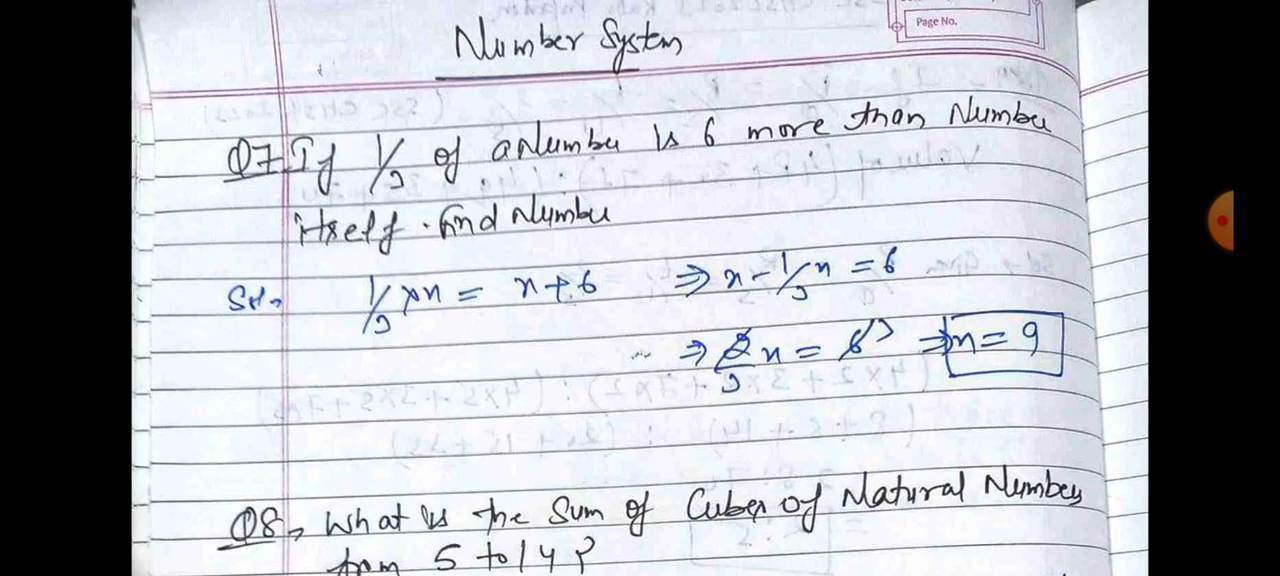 Page No.
Number System
Q7. If 1/3 of a Number is 6 more than Number
itself. find Number
Sol. 1/3 × n = n + 6 ⇒ n - 1/3 n = 6
⇒ 2/3 n = 6 3 ⇒ n = 9
Q8, What is the Sum of Cubes of Natural Numbers
from 5 to 14?